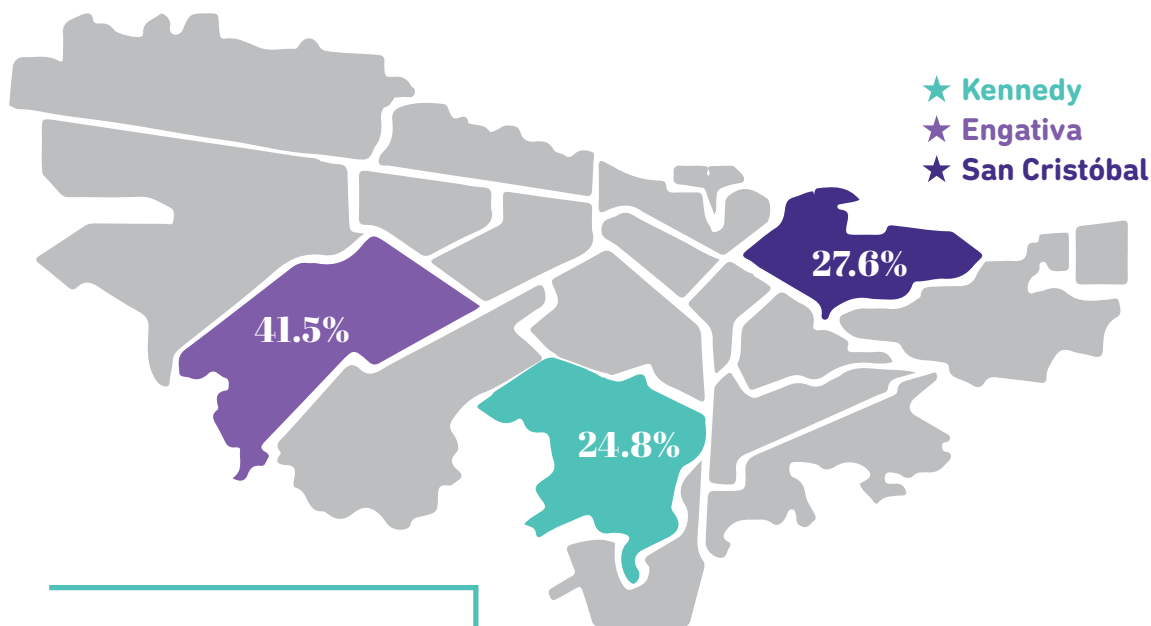 ★ Kennedy
★ Engativa
★ San Cristóbal
27.6%
41.5%
24.8%